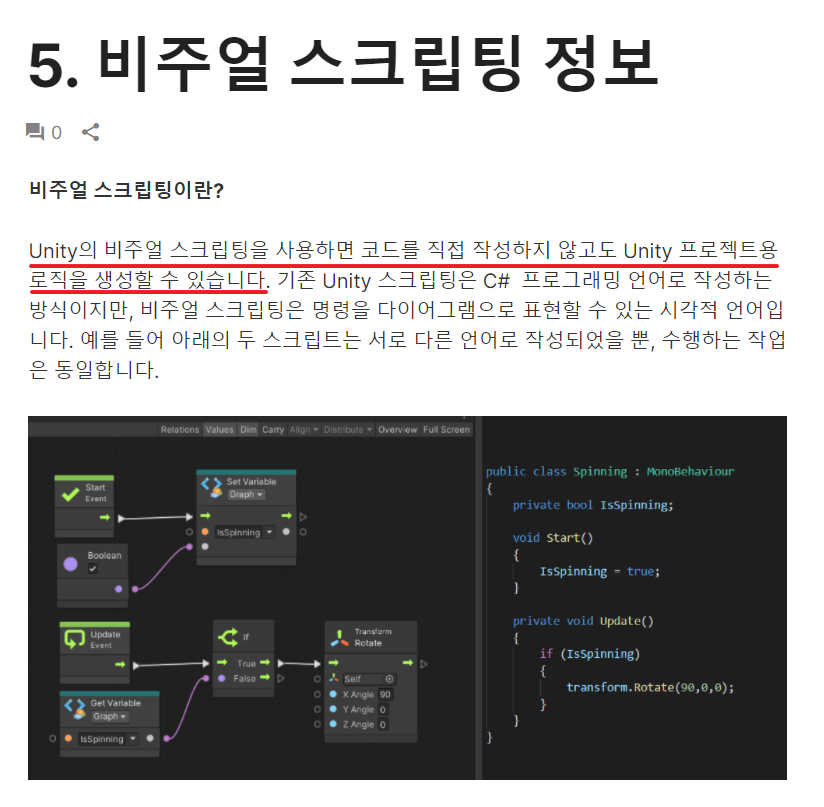 5. 비주얼 스크립팅 정보
0
비주얼 스크립팅이란?
Unity의 비주얼 스크립팅을 사용하면 코드를 직접 작성하지 않고도 Unity 프로젝트용
로직을 생성할 수 있습니다. 기존 Unity 스크립팅은 C# 프로그래밍 언어로 작성하는
방식이지만, 비주얼 스크립팅은 명령을 다이어그램으로 표현할 수 있는 시각적 언어입
니다. 예를 들어 아래의 두 스크립트는 서로 다른 언어로 작성되었을 뿐, 수행하는 작업
은 동일합니다.
Relations Values Dim Carry Align Distribute Overview Full Screen
Start
Event
Set Variable
Graph
IsSpinning
Boolean
Update
Event
If
True
False
Transform
Rotate
Self
X Angle 90
Y Angle 0
Z Angle 0
Get Variable
Graph
IsSpinning
public class Spinning : MonoBehaviour
{
private bool IsSpinning;
void Start()
{
IsSpinning = true;
}
private void Update()
{
if (IsSpinning)
{
transform.Rotate(90,0,0);
}
}
}